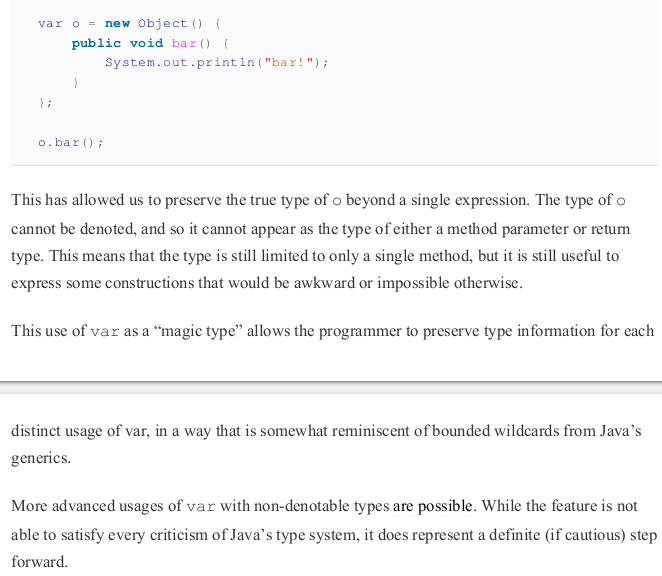 var o = new Object() {
    public void bar() {
        System.out.println("bar!");
    }
};
o.bar();
This has allowed us to preserve the true type of o beyond a single expression. The type of o
cannot be denoted, and so it cannot appear as the type of either a method parameter or return
type. This means that the type is still limited to only a single method, but it is still useful to
express some constructions that would be awkward or impossible otherwise.
This use of var as a “magic type” allows the programmer to preserve type information for each
distinct usage of var, in a way that is somewhat reminiscent of bounded wildcards from Java’s
generics.
More advanced usages of var with non-denotable types are possible. While the feature is not
able to satisfy every criticism of Java’s type system, it does represent a definite (if cautious) step
forward.